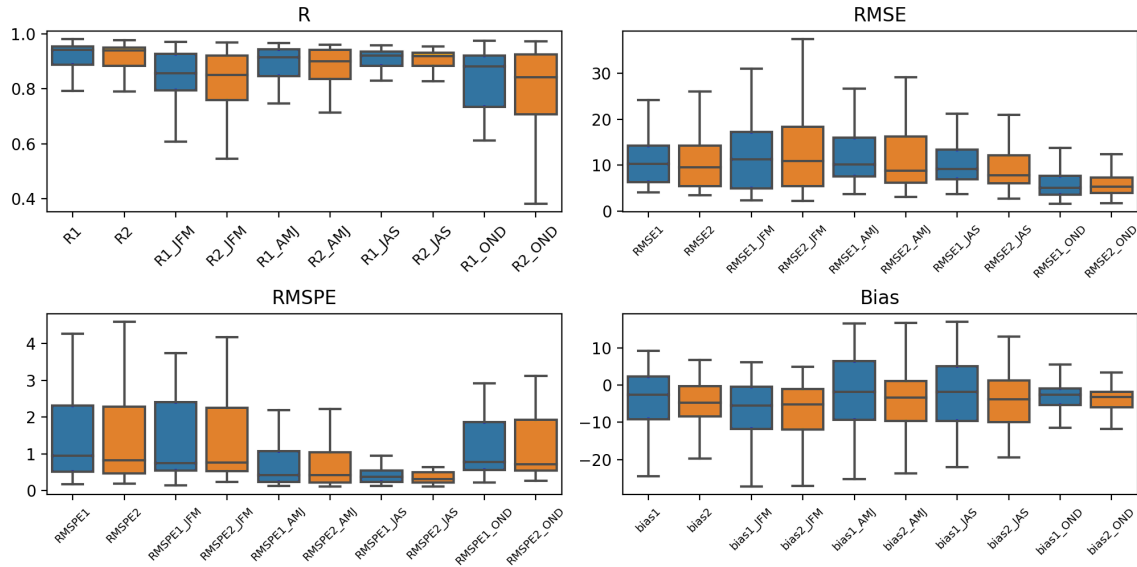 R
1.0
0.8
0.6
0.4
R1
R2
R1_JFM
R2_JFM
R1_AMJ
R2_AMJ
R1_JAS
R2_JAS
R1_OND
R2_OND
RMSE
30
20
10
0
RMSE1
RMSE2
RMSE1_JFM
RMSE2_JFM
RMSE1_AMJ
RMSE2_AMJ
RMSE1_JAS
RMSE2_JAS
RMSE1_OND
RMSE2_OND
RMSPE
4
3
2
1
0
RMSPE1
RMSPE2
RMSPE1_JFM
RMSPE2_JFM
RMSPE1_AMJ
RMSPE2_AMJ
RMSPE1_JAS
RMSPE2_JAS
RMSPE1_OND
RMSPE2_OND
Bias
10
0
−10
−20
bias1
bias2
bias1_JFM
bias2_JFM
bias1_AMJ
bias2_AMJ
bias1_JAS
bias2_JAS
bias1_OND
bias2_OND